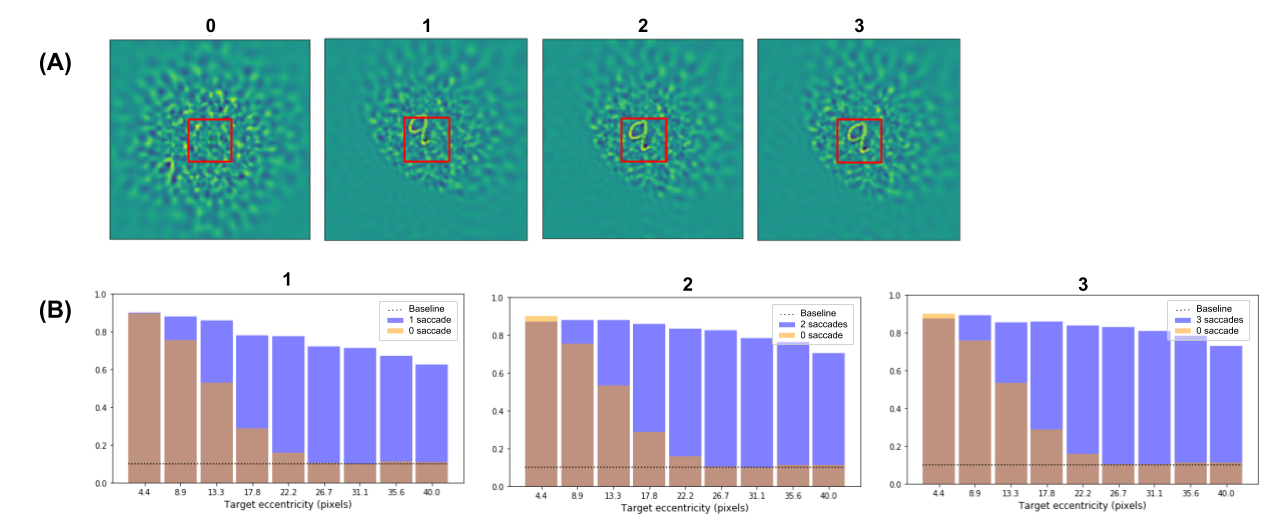 0 1 2 3
(A)
9 9 9
(B)
1
1.0
0.8
0.6
0.4
0.2
0.0
Baseline
1 saccade
0 saccade
4.4 8.9 13.3 17.8 22.2 26.7 31.1 35.6 40.0
Target eccentricity (pixels)
2
1.0
0.8
0.6
0.4
0.2
0.0
Baseline
2 saccades
0 saccade
4.4 8.9 13.3 17.8 22.2 26.7 31.1 35.6 40.0
Target eccentricity (pixels)
3
1.0
0.8
0.6
0.4
0.2
0.0
Baseline
3 saccades
0 saccade
4.4 8.9 13.3 17.8 22.2 26.7 31.1 35.6 40.0
Target eccentricity (pixels)